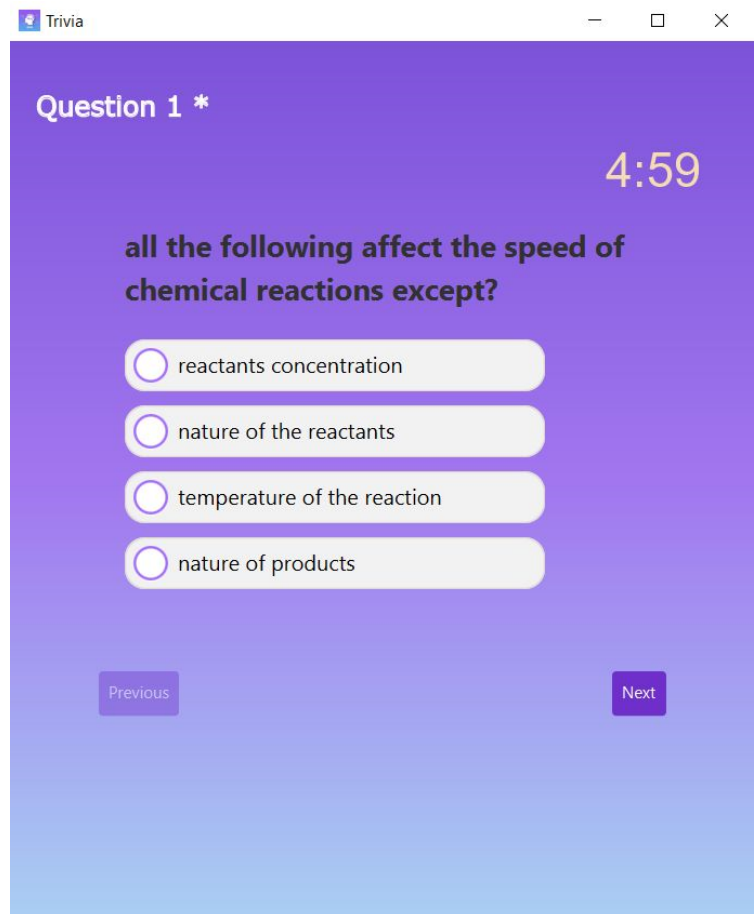 Trivia
Question 1 *
4:59
all the following affect the speed of
chemical reactions except?
reactants concentration
nature of the reactants
temperature of the reaction
nature of products
Previous
Next